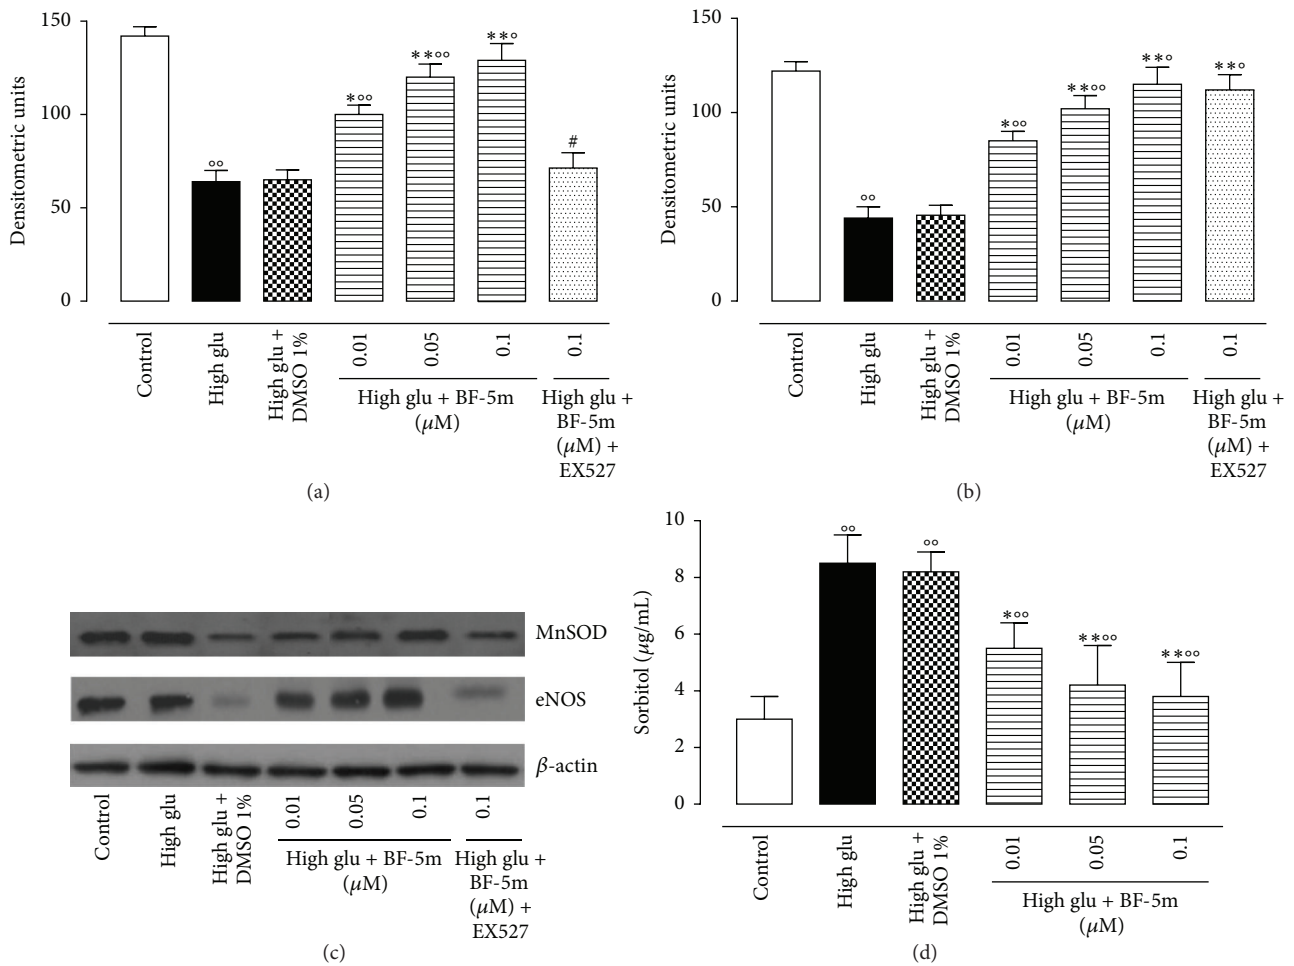 150
100
50
0
Densitometric units
°°
*°°
**°°
**°
#
Control
High glu
High glu +
DMSO 1%
0.01
0.05
0.1
0.1
High glu + BF-5m
(μM)
High glu +
BF-5m
(μM) +
EX527
(a)
150
100
50
0
Densitometric units
°°
*°°
**°°
**°
**°
Control
High glu
High glu +
DMSO 1%
0.01
0.05
0.1
0.1
High glu + BF-5m
(μM)
High glu +
BF-5m
(μM) +
EX527
(b)
MnSOD
eNOS
β-actin
Control
High glu
High glu +
DMSO 1%
0.01
0.05
0.1
0.1
High glu + BF-5m
(μM)
High glu +
BF-5m
(μM) +
EX527
(c)
10
8
6
4
2
0
Sorbitol (μg/mL)
°°
°°
*°°
**°°
**°°
Control
High glu
High glu +
DMSO 1%
0.01
0.05
0.1
High glu + BF-5m
(μM)
(d)